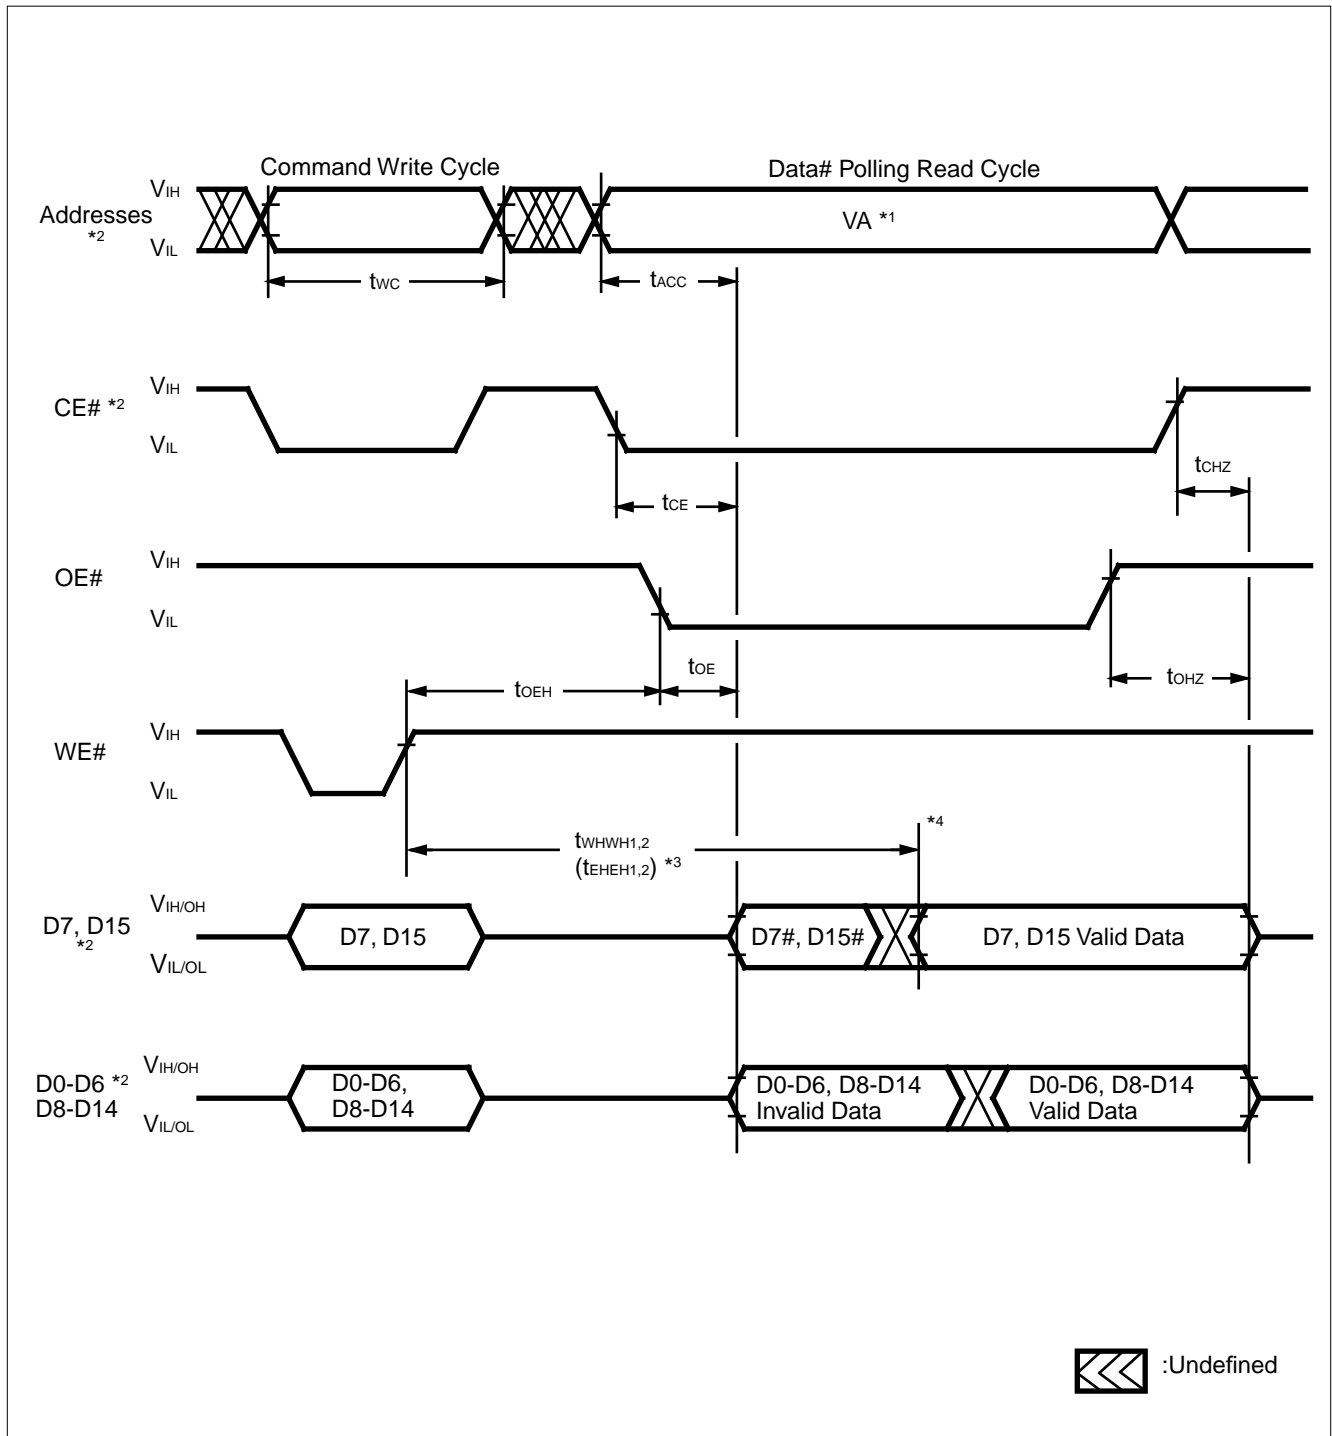 Command Write Cycle
Data# Polling Read Cycle
VIH
Addresses
*2
VIL
VA *1
tWC
tACC
VIH
CE# *2
VIL
tCHZ
tCE
VIH
OE#
VIL
tOE
tOEH
tOHZ
VIH
WE#
VIL
*4
tWHWH1,2
(tEHEH1,2) *3
VIH/OH
D7, D15
*2
VIL/OL
D7, D15
D7#, D15#
D7, D15 Valid Data
VIH/OH
D0-D6 *2
D8-D14
VIL/OL
D0-D6,
D8-D14
D0-D6, D8-D14
Invalid Data
D0-D6, D8-D14
Valid Data
:Undefined